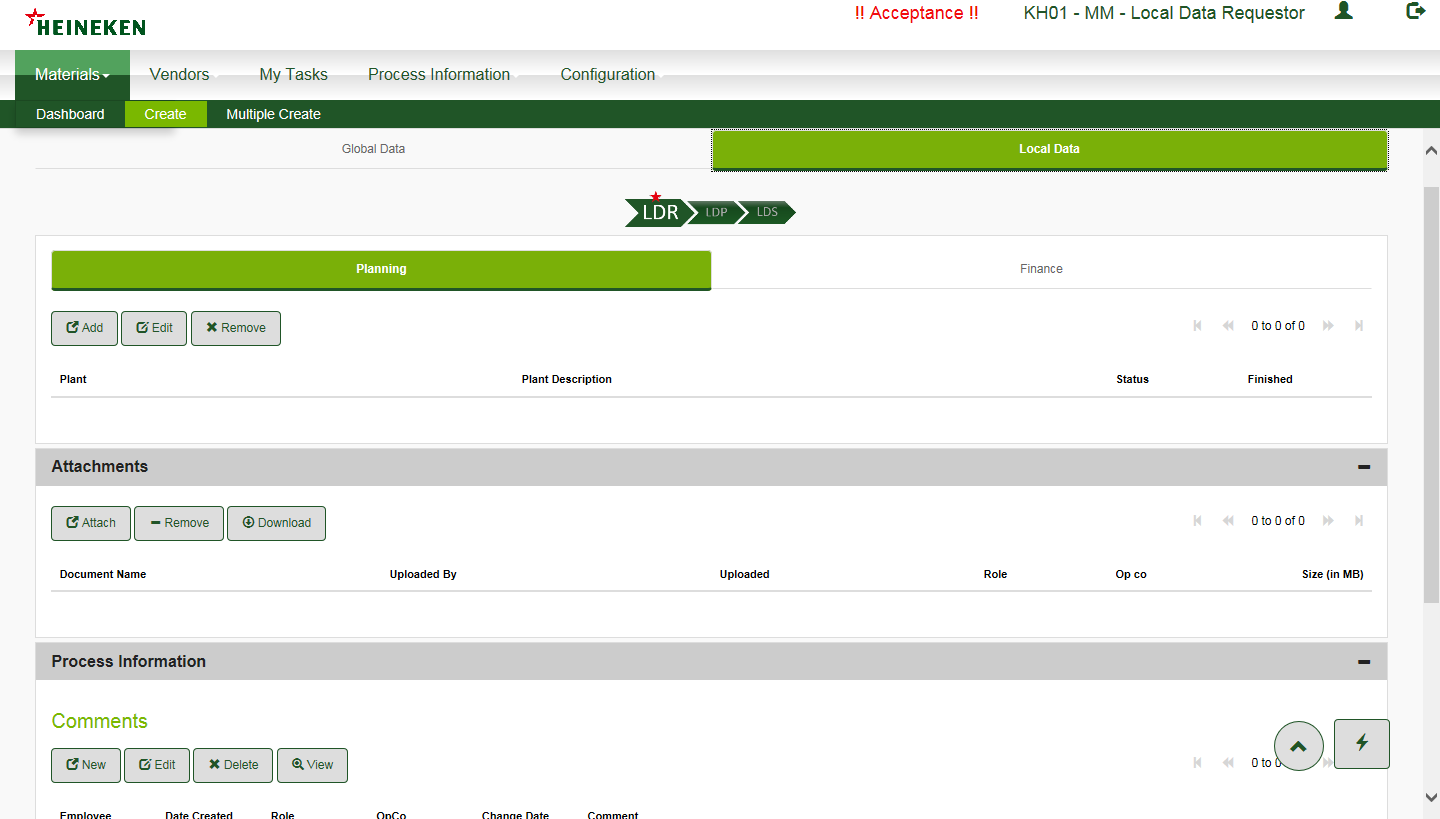 HEINEKEN
!! Acceptance !! KH01 - MM - Local Data Requestor
Materials Vendors My Tasks Process Information Configuration
Dashboard Create Multiple Create
Global Data Local Data
LDR LDP LDS
Planning Finance
Add Edit Remove 0 to 0 of 0
Plant Plant Description Status Finished
Attachments
Attach Remove Download 0 to 0 of 0
Document Name Uploaded By Uploaded Role Op co Size (in MB)
Process Information
Comments
New Edit Delete View 0 to 0
Employee Date Created Role OpCo Change Date Comment